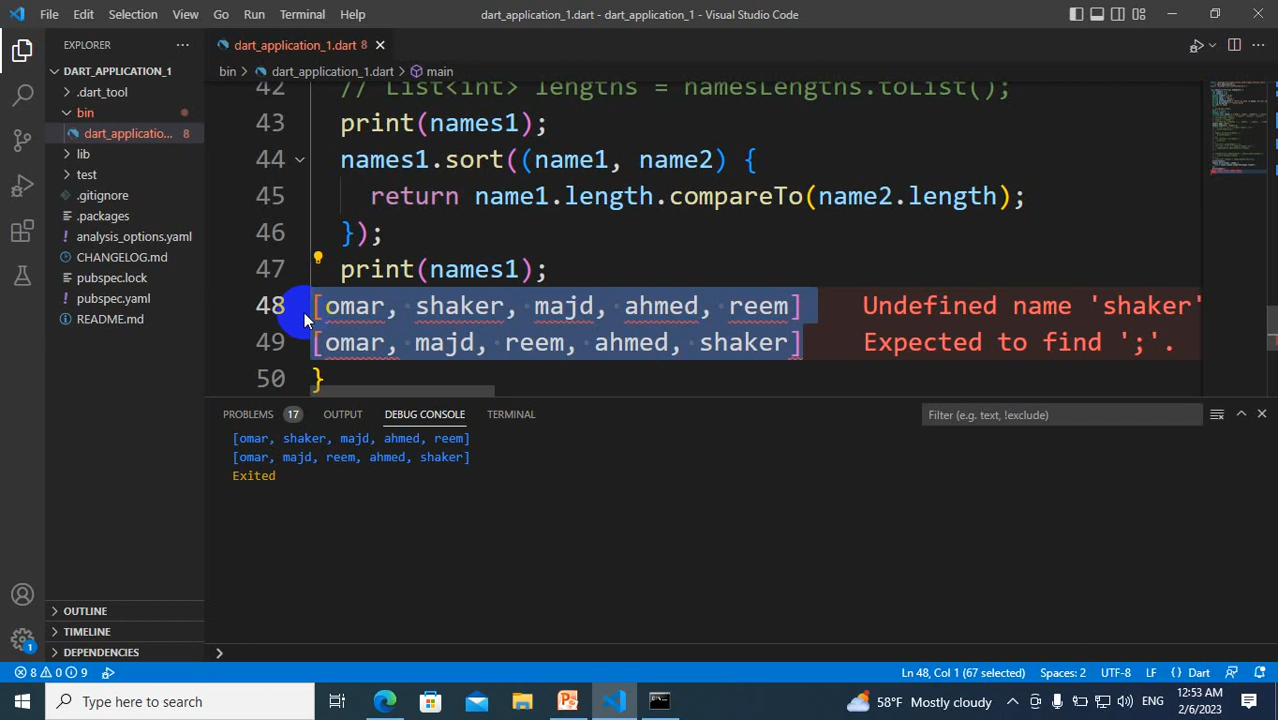 File Edit Selection View Go Run Terminal Help dart_application_1.dart - dart_application_1 - Visual Studio Code
EXPLORER
dart_application_1.dart 8
bin > dart_application_1.dart > main
DART_APPLICATION_1
.dart_tool
bin
dart_applicatio... 8
lib
test
.gitignore
.packages
analysis_options.yaml
CHANGELOG.md
pubspec.lock
pubspec.yaml
README.md
OUTLINE
TIMELINE
DEPENDENCIES
42 // List<int> lengths = namesLengths.toList();
43 print(names1);
44 names1.sort((name1, name2) {
45 return name1.length.compareTo(name2.length);
46 });
47 print(names1);
48 [omar, shaker, majd, ahmed, reem] Undefined name 'shaker'
49 [omar, majd, reem, ahmed, shaker] Expected to find ';'.
50 }
PROBLEMS 17 OUTPUT DEBUG CONSOLE TERMINAL Filter (e.g. text, !exclude)
[omar, shaker, majd, ahmed, reem]
[omar, majd, reem, ahmed, shaker]
Exited
1
8 0 9 Ln 48, Col 1 (67 selected) Spaces: 2 UTF-8 LF {} Dart
Type here to search 58°F Mostly cloudy ENG 12:53 AM
2/6/2023